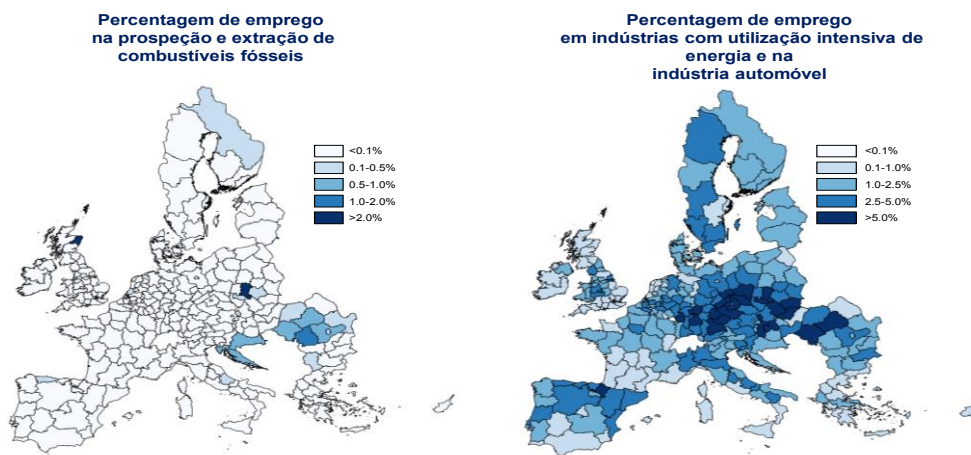 Percentagem de emprego
na prospeção e extração de
combustíveis fósseis
<0.1%
0.1-0.5%
0.5-1.0%
1.0-2.0%
>2.0%
Percentagem de emprego
em indústrias com utilização intensiva de
energia e na
indústria automóvel
<0.1%
0.1-1.0%
1.0-2.5%
2.5-5.0%
>5.0%